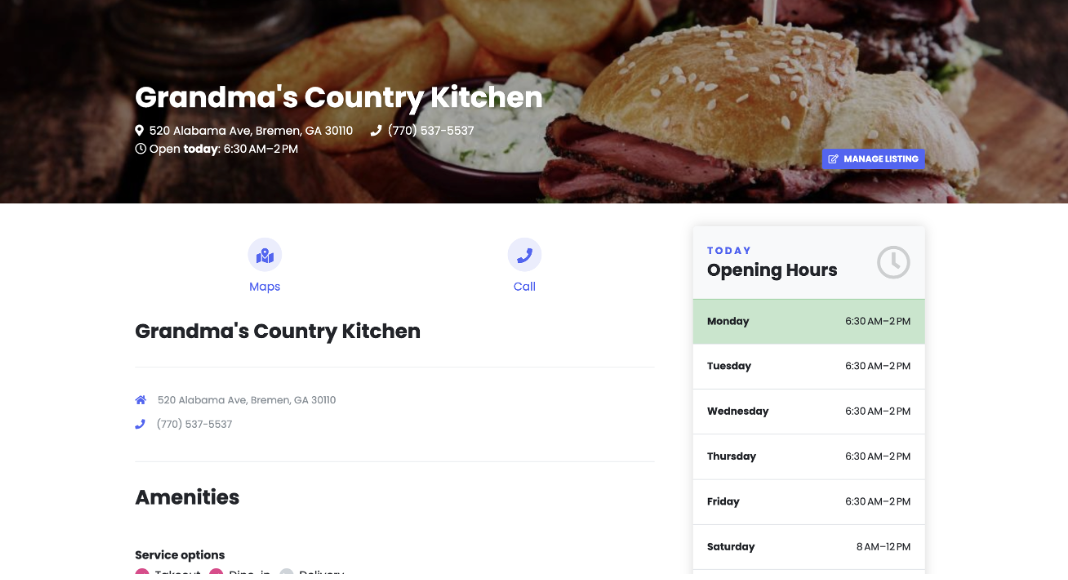 Grandma's Country Kitchen
520 Alabama Ave, Bremen, GA 30110 (770) 537-5537
Open today: 6:30 AM–2 PM
MANAGE LISTING
Maps
Call
Grandma's Country Kitchen
520 Alabama Ave, Bremen, GA 30110
(770) 537-5537
Amenities
Service options
Takeout Dine-in Delivery
TODAY
Opening Hours
Monday 6:30 AM–2 PM
Tuesday 6:30 AM–2 PM
Wednesday 6:30 AM–2 PM
Thursday 6:30 AM–2 PM
Friday 6:30 AM–2 PM
Saturday 8 AM–12 PM